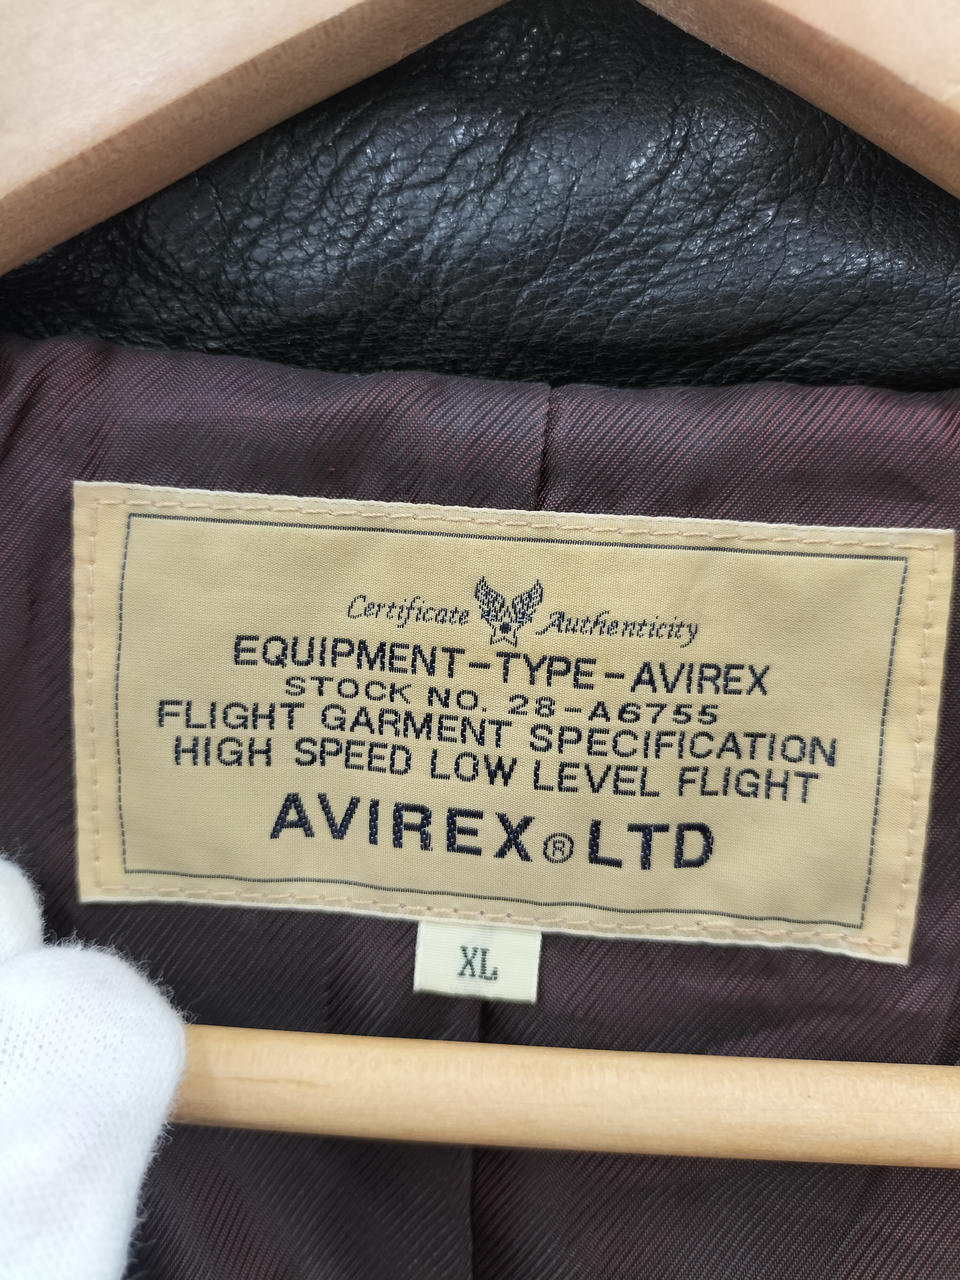 Certificate Authenticity
EQUIPMENT-TYPE-AVIREX
STOCK NO. 28-A6755
FLIGHT GARMENT SPECIFICATION
HIGH SPEED LOW LEVEL FLIGHT
AVIREX®LTD
XL